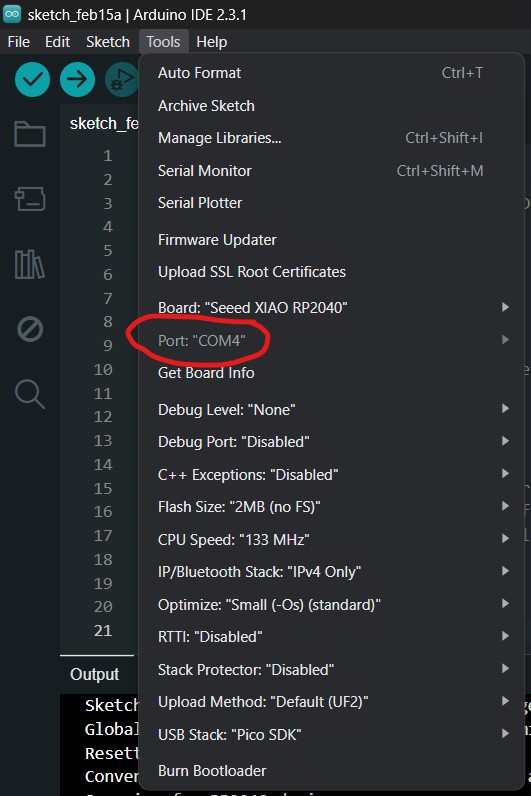 sketch_feb15a | Arduino IDE 2.3.1
File Edit Sketch Tools Help
Auto Format Ctrl+T
Archive Sketch
Manage Libraries... Ctrl+Shift+I
Serial Monitor Ctrl+Shift+M
Serial Plotter
Firmware Updater
Upload SSL Root Certificates
Board: "Seeed XIAO RP2040"
Port: "COM4"
Get Board Info
Debug Level: "None"
Debug Port: "Disabled"
C++ Exceptions: "Disabled"
Flash Size: "2MB (no FS)"
CPU Speed: "133 MHz"
IP/Bluetooth Stack: "IPv4 Only"
Optimize: "Small (-Os) (standard)"
RTTI: "Disabled"
Stack Protector: "Disabled"
Upload Method: "Default (UF2)"
USB Stack: "Pico SDK"
Burn Bootloader
sketch_fe
1
2
3
4
5
6
7
8
9
10
11
12
13
14
15
16
17
18
19
20
21
Output
Sketch
Global
Resett
Conver